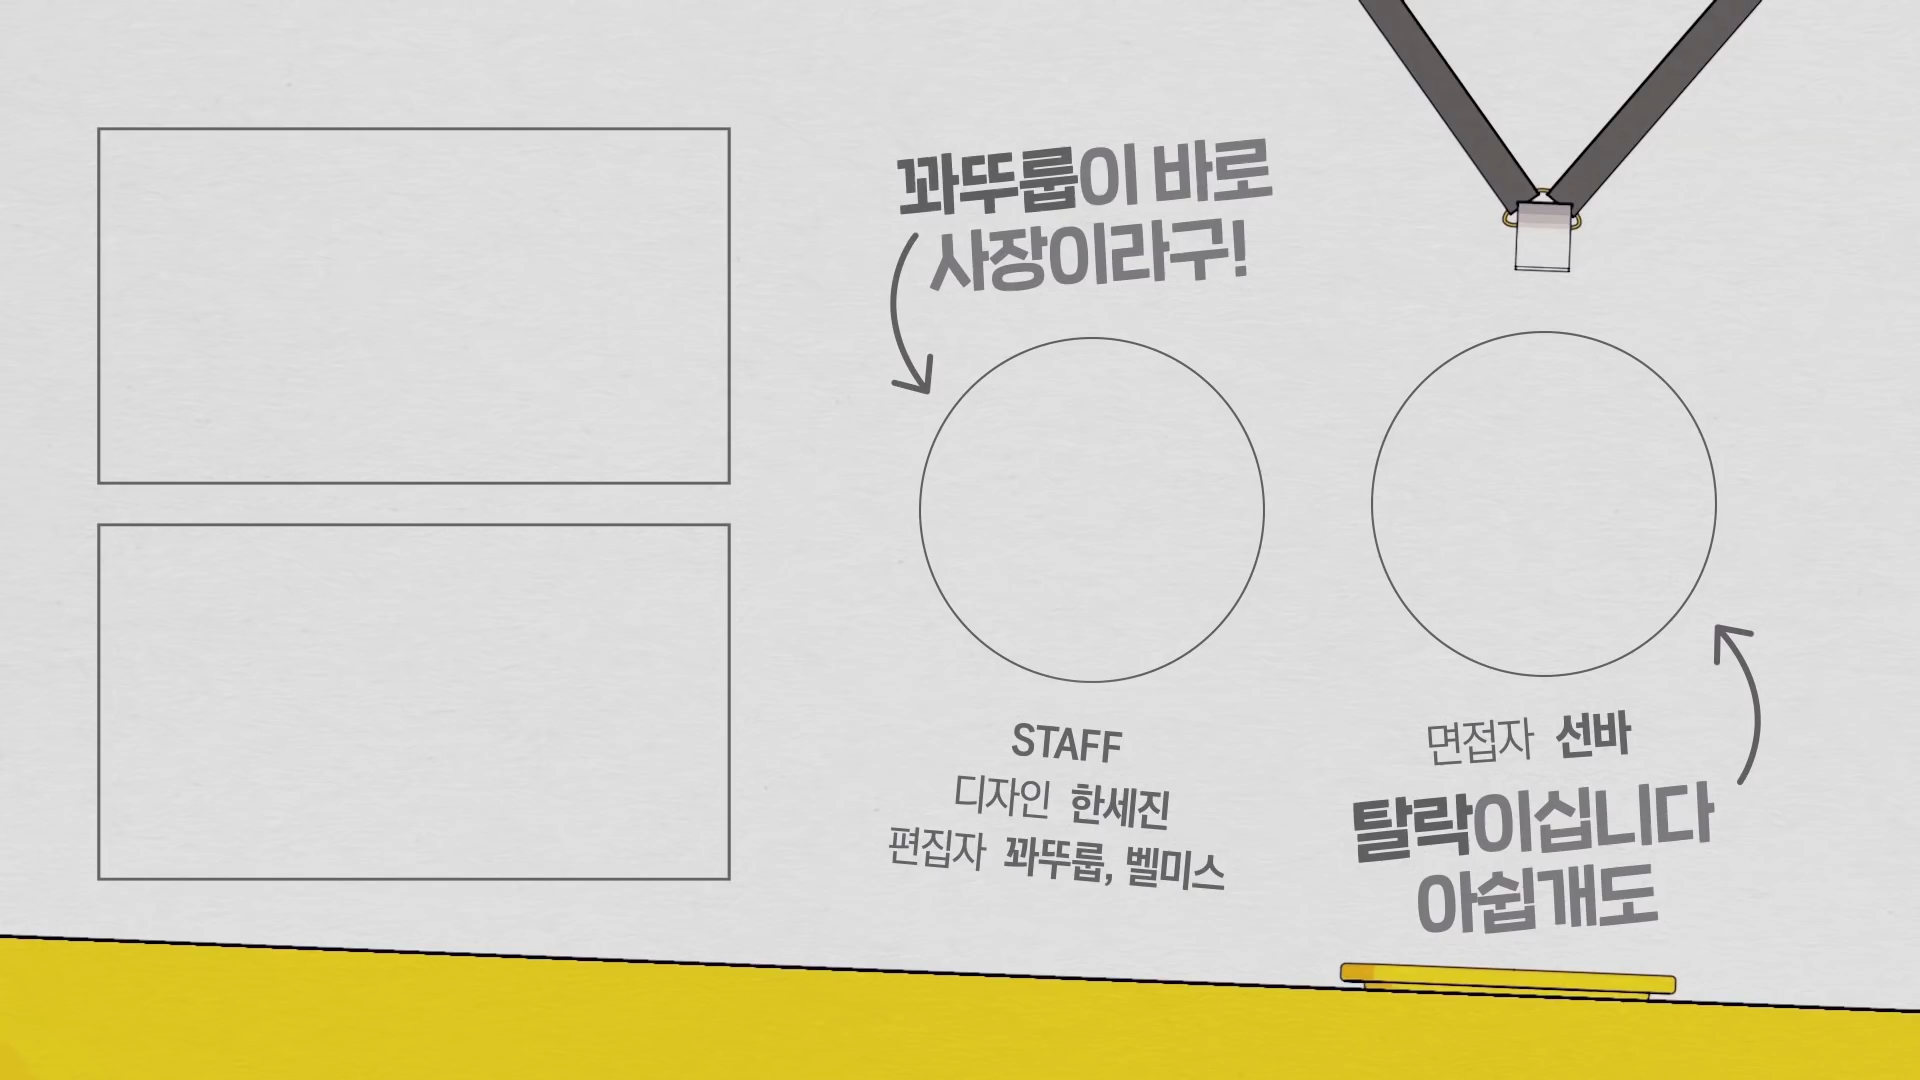 꽈뚜룹이 바로
사장이라구!
STAFF
디자인 한세진
편집자 꽈뚜룹, 벨미스
면접자 선바
탈락이십니다
아쉽개도